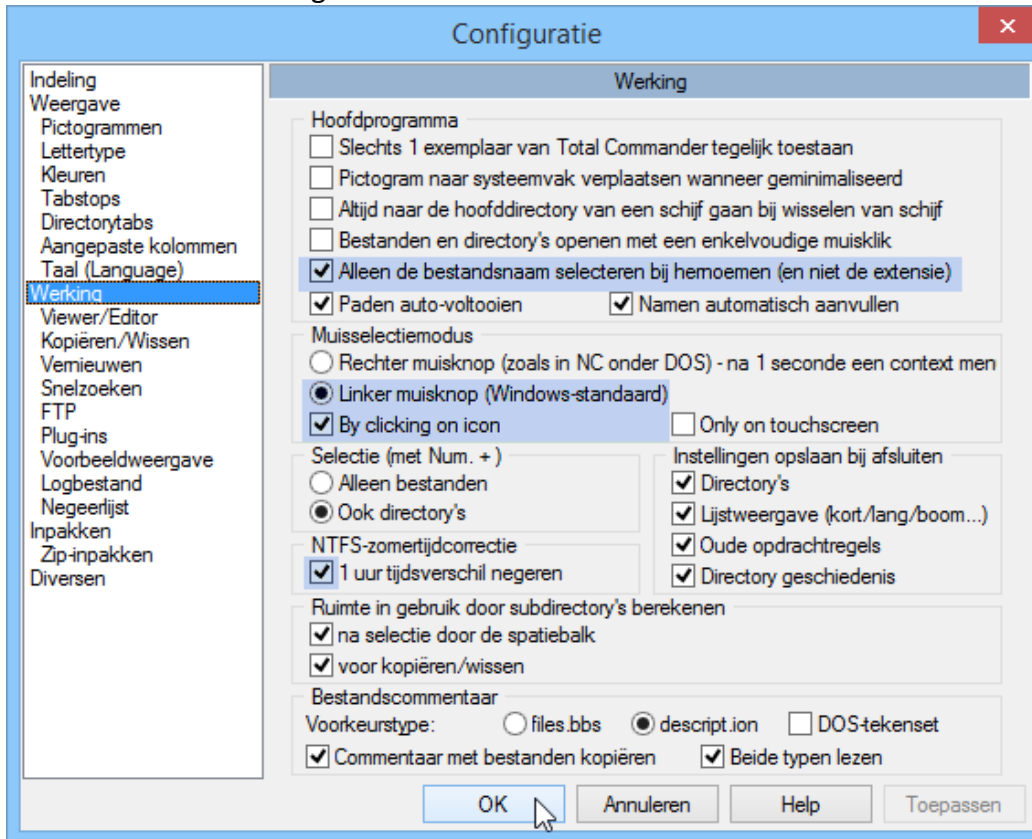 Configuratie
Indeling
Weergave
Pictogrammen
Lettertype
Kleuren
Tabstops
Directorytabs
Aangepaste kolommen
Taal (Language)
Werking
Viewer/Editor
Kopiëren/Wissen
Vernieuwen
Snelzoeken
FTP
Plug-ins
Voorbeeldweergave
Logbestand
Negeerlijst
Inpakken
Zip-inpakken
Diversen
Werking
Hoofdprogramma
Slechts 1 exemplaar van Total Commander tegelijk toestaan
Pictogram naar systeemvak verplaatsen wanneer geminimaliseerd
Altijd naar de hoofddirectory van een schijf gaan bij wisselen van schijf
Bestanden en directory's openen met een enkelvoudige muisklik
Alleen de bestandsnaam selecteren bij hernoemen (en niet de extensie)
Paden auto-voltooien Namen automatisch aanvullen
Muisselectiemodus
Rechter muisknop (zoals in NC onder DOS) - na 1 seconde een context men
Linker muisknop (Windows-standaard)
By clicking on icon Only on touchscreen
Selectie (met Num. + )
Alleen bestanden
Ook directory's
Instellingen opslaan bij afsluiten
Directory's
Lijstweergave (kort/lang/boom...)
Oude opdrachtregels
Directory geschiedenis
NTFS-zomertijdcorrectie
1 uur tijdsverschil negeren
Ruimte in gebruik door subdirectory's berekenen
na selectie door de spatiebalk
voor kopiëren/wissen
Bestandscommentaar
Voorkeurstype: files.bbs descript.ion DOS-tekenset
Commentaar met bestanden kopiëren Beide typen lezen
OK Annuleren Help Toepassen